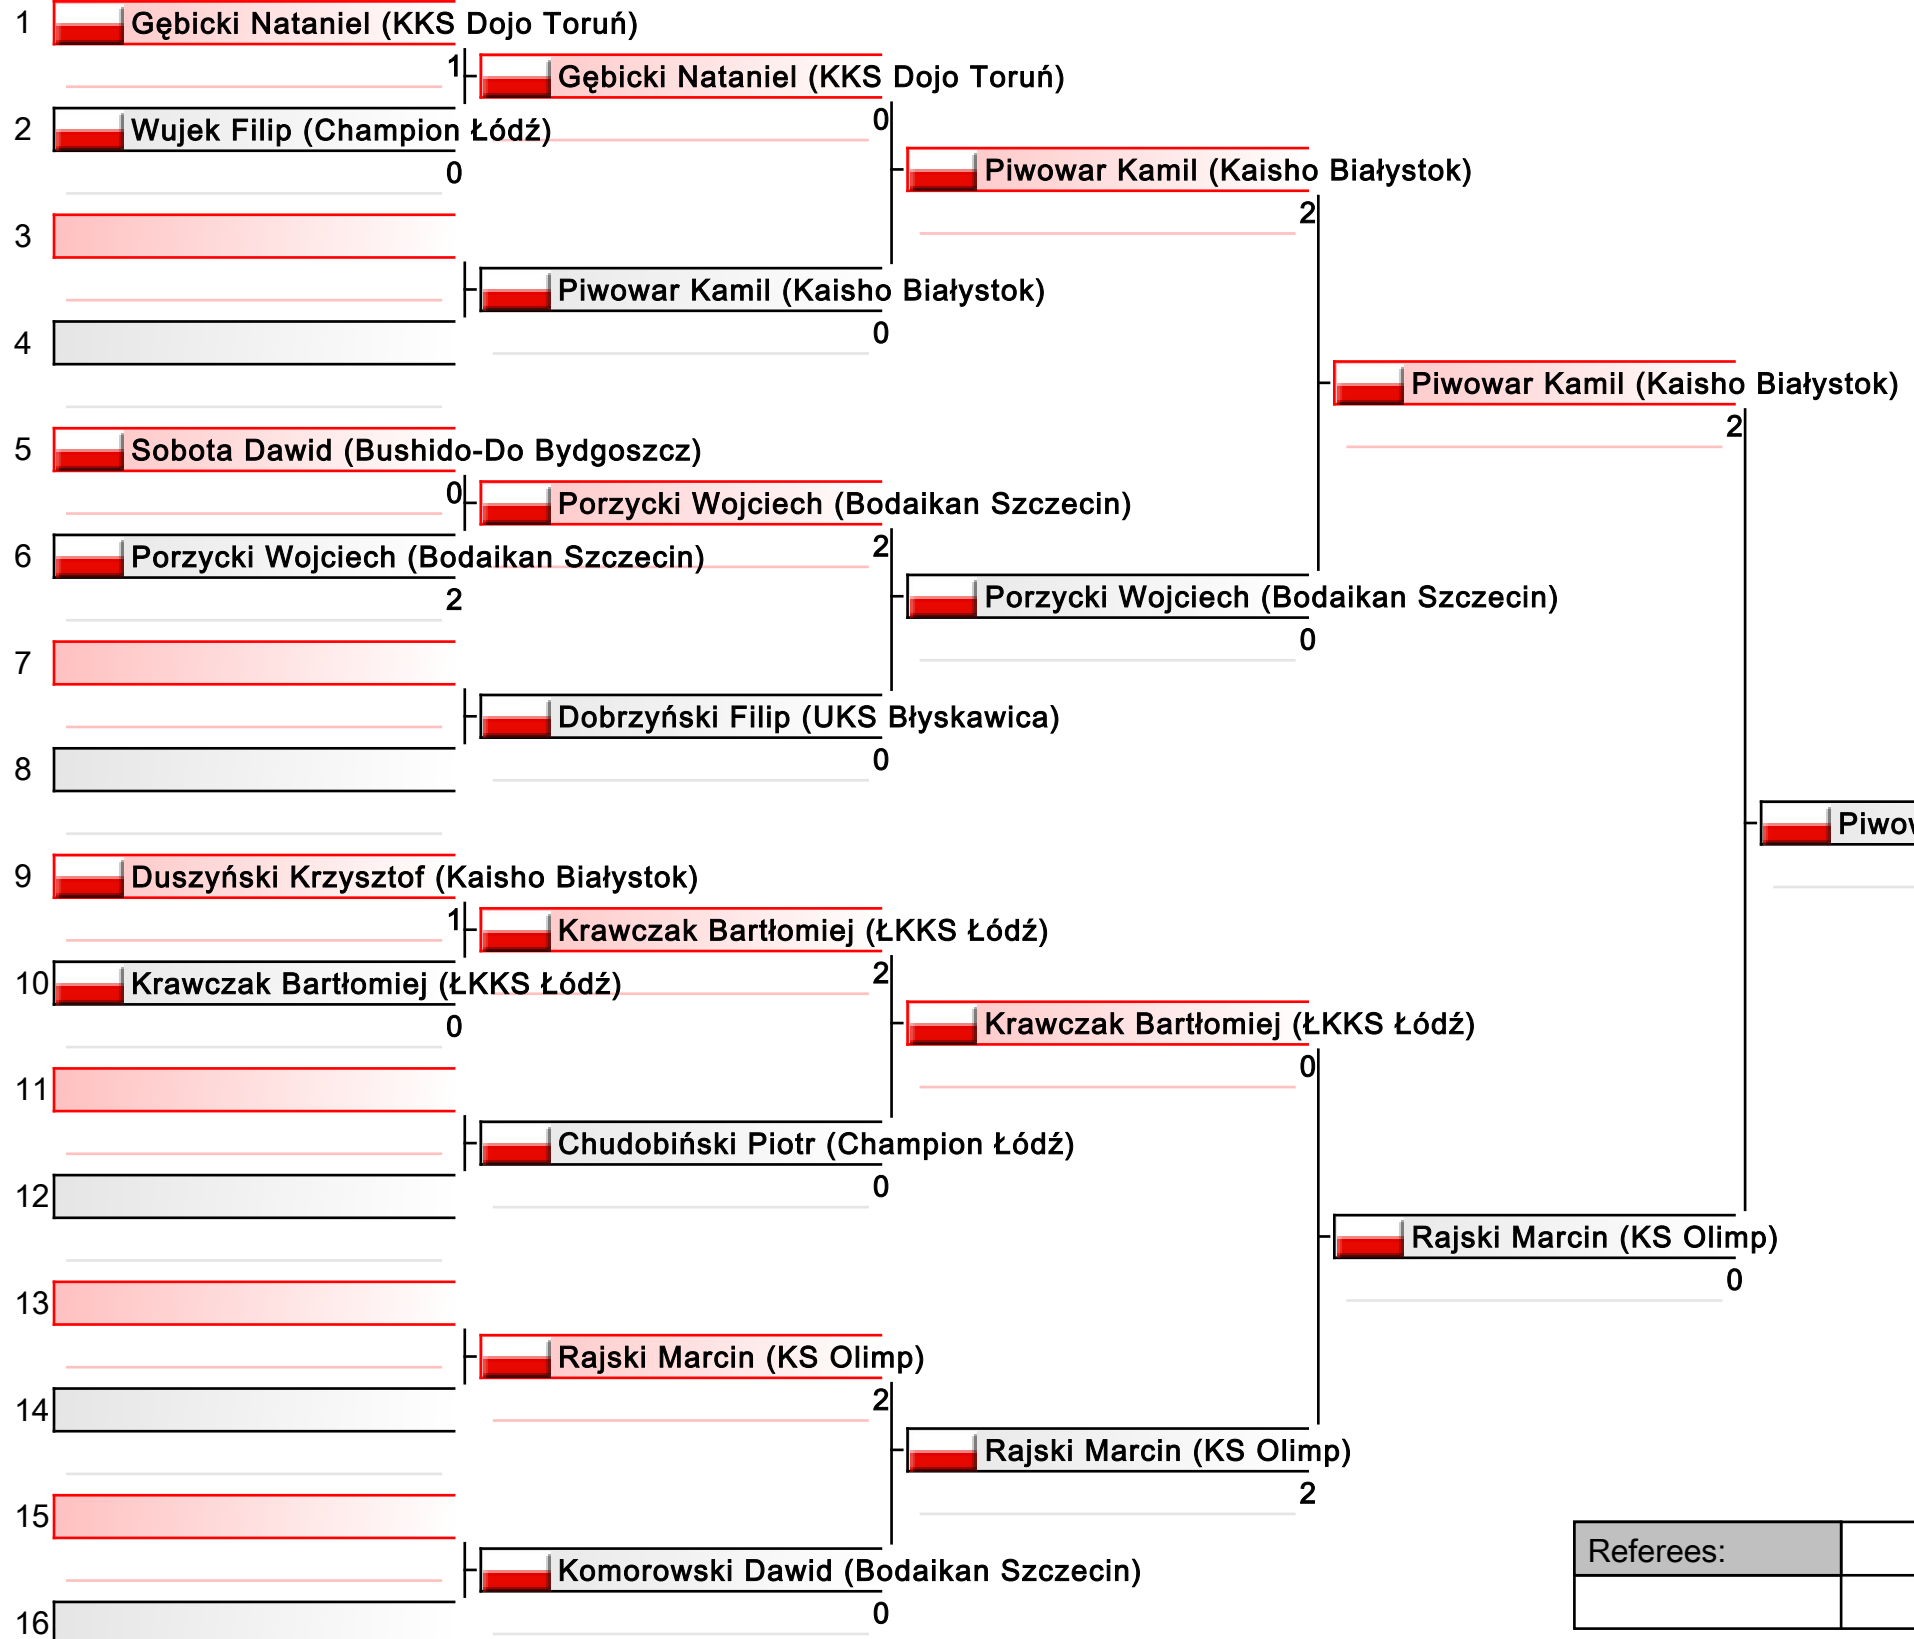 1 Gębicki Nataniel (KKS Dojo Toruń)
1
Gębicki Nataniel (KKS Dojo Toruń)
0
2 Wujek Filip (Champion Łódź)
0
Piwowar Kamil (Kaisho Białystok)
2
3
Piwowar Kamil (Kaisho Białystok)
0
4
Piwowar Kamil (Kaisho Białystok)
2
5 Sobota Dawid (Bushido-Do Bydgoszcz)
0
Porzycki Wojciech (Bodaikan Szczecin)
2
6 Porzycki Wojciech (Bodaikan Szczecin)
2
Porzycki Wojciech (Bodaikan Szczecin)
0
7
Dobrzyński Filip (UKS Błyskawica)
0
8
Piwow
9 Duszyński Krzysztof (Kaisho Białystok)
1
Krawczak Bartłomiej (ŁKKS Łódź)
2
10 Krawczak Bartłomiej (ŁKKS Łódź)
0
Krawczak Bartłomiej (ŁKKS Łódź)
0
11
Chudobiński Piotr (Champion Łódź)
0
12
Rajski Marcin (KS Olimp)
0
13
Rajski Marcin (KS Olimp)
2
14
Rajski Marcin (KS Olimp)
2
15
Komorowski Dawid (Bodaikan Szczecin)
0
16
Referees: